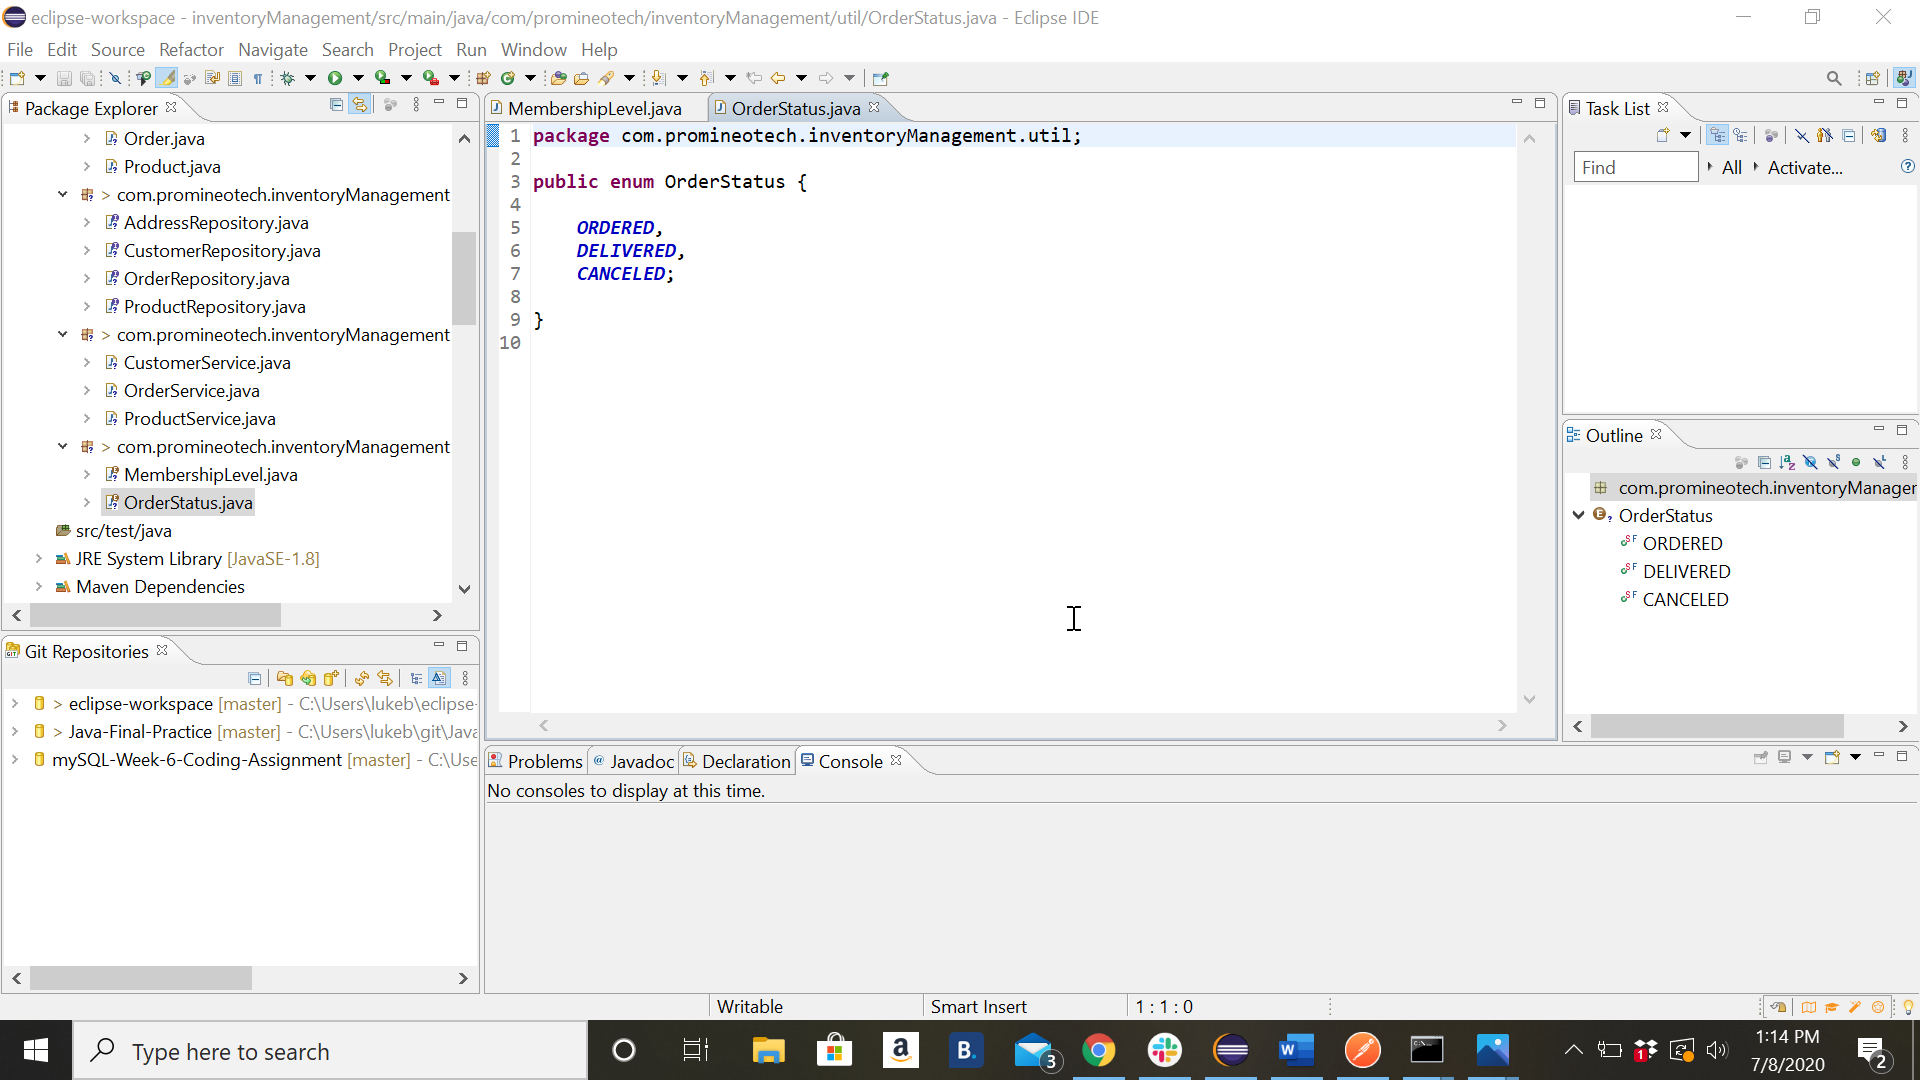 eclipse-workspace - inventoryManagement/src/main/java/com/promineotech/inventoryManagement/util/OrderStatus.java - Eclipse IDE
File Edit Source Refactor Navigate Search Project Run Window Help
Package Explorer
Order.java
Product.java
> com.promineotech.inventoryManagement
AddressRepository.java
CustomerRepository.java
OrderRepository.java
ProductRepository.java
> com.promineotech.inventoryManagement
CustomerService.java
OrderService.java
ProductService.java
> com.promineotech.inventoryManagement
MembershipLevel.java
OrderStatus.java
src/test/java
JRE System Library [JavaSE-1.8]
Maven Dependencies
Git Repositories
> eclipse-workspace [master] - C:\Users\lukeb\eclipse-
> Java-Final-Practice [master] - C:\Users\lukeb\git\Java
mySQL-Week-6-Coding-Assignment [master] - C:\Use
MembershipLevel.java OrderStatus.java
1 package com.promineotech.inventoryManagement.util;
2
3 public enum OrderStatus {
4
5 ORDERED,
6 DELIVERED,
7 CANCELED;
8
9 }
10
Problems @ Javadoc Declaration Console
No consoles to display at this time.
Task List
Find All Activate...
Outline
com.promineotech.inventoryManager
OrderStatus
ORDERED
DELIVERED
CANCELED
Writable Smart Insert 1 : 1 : 0
Type here to search
a
B.
3
W
C:\_
1
1:14 PM
7/8/2020
2